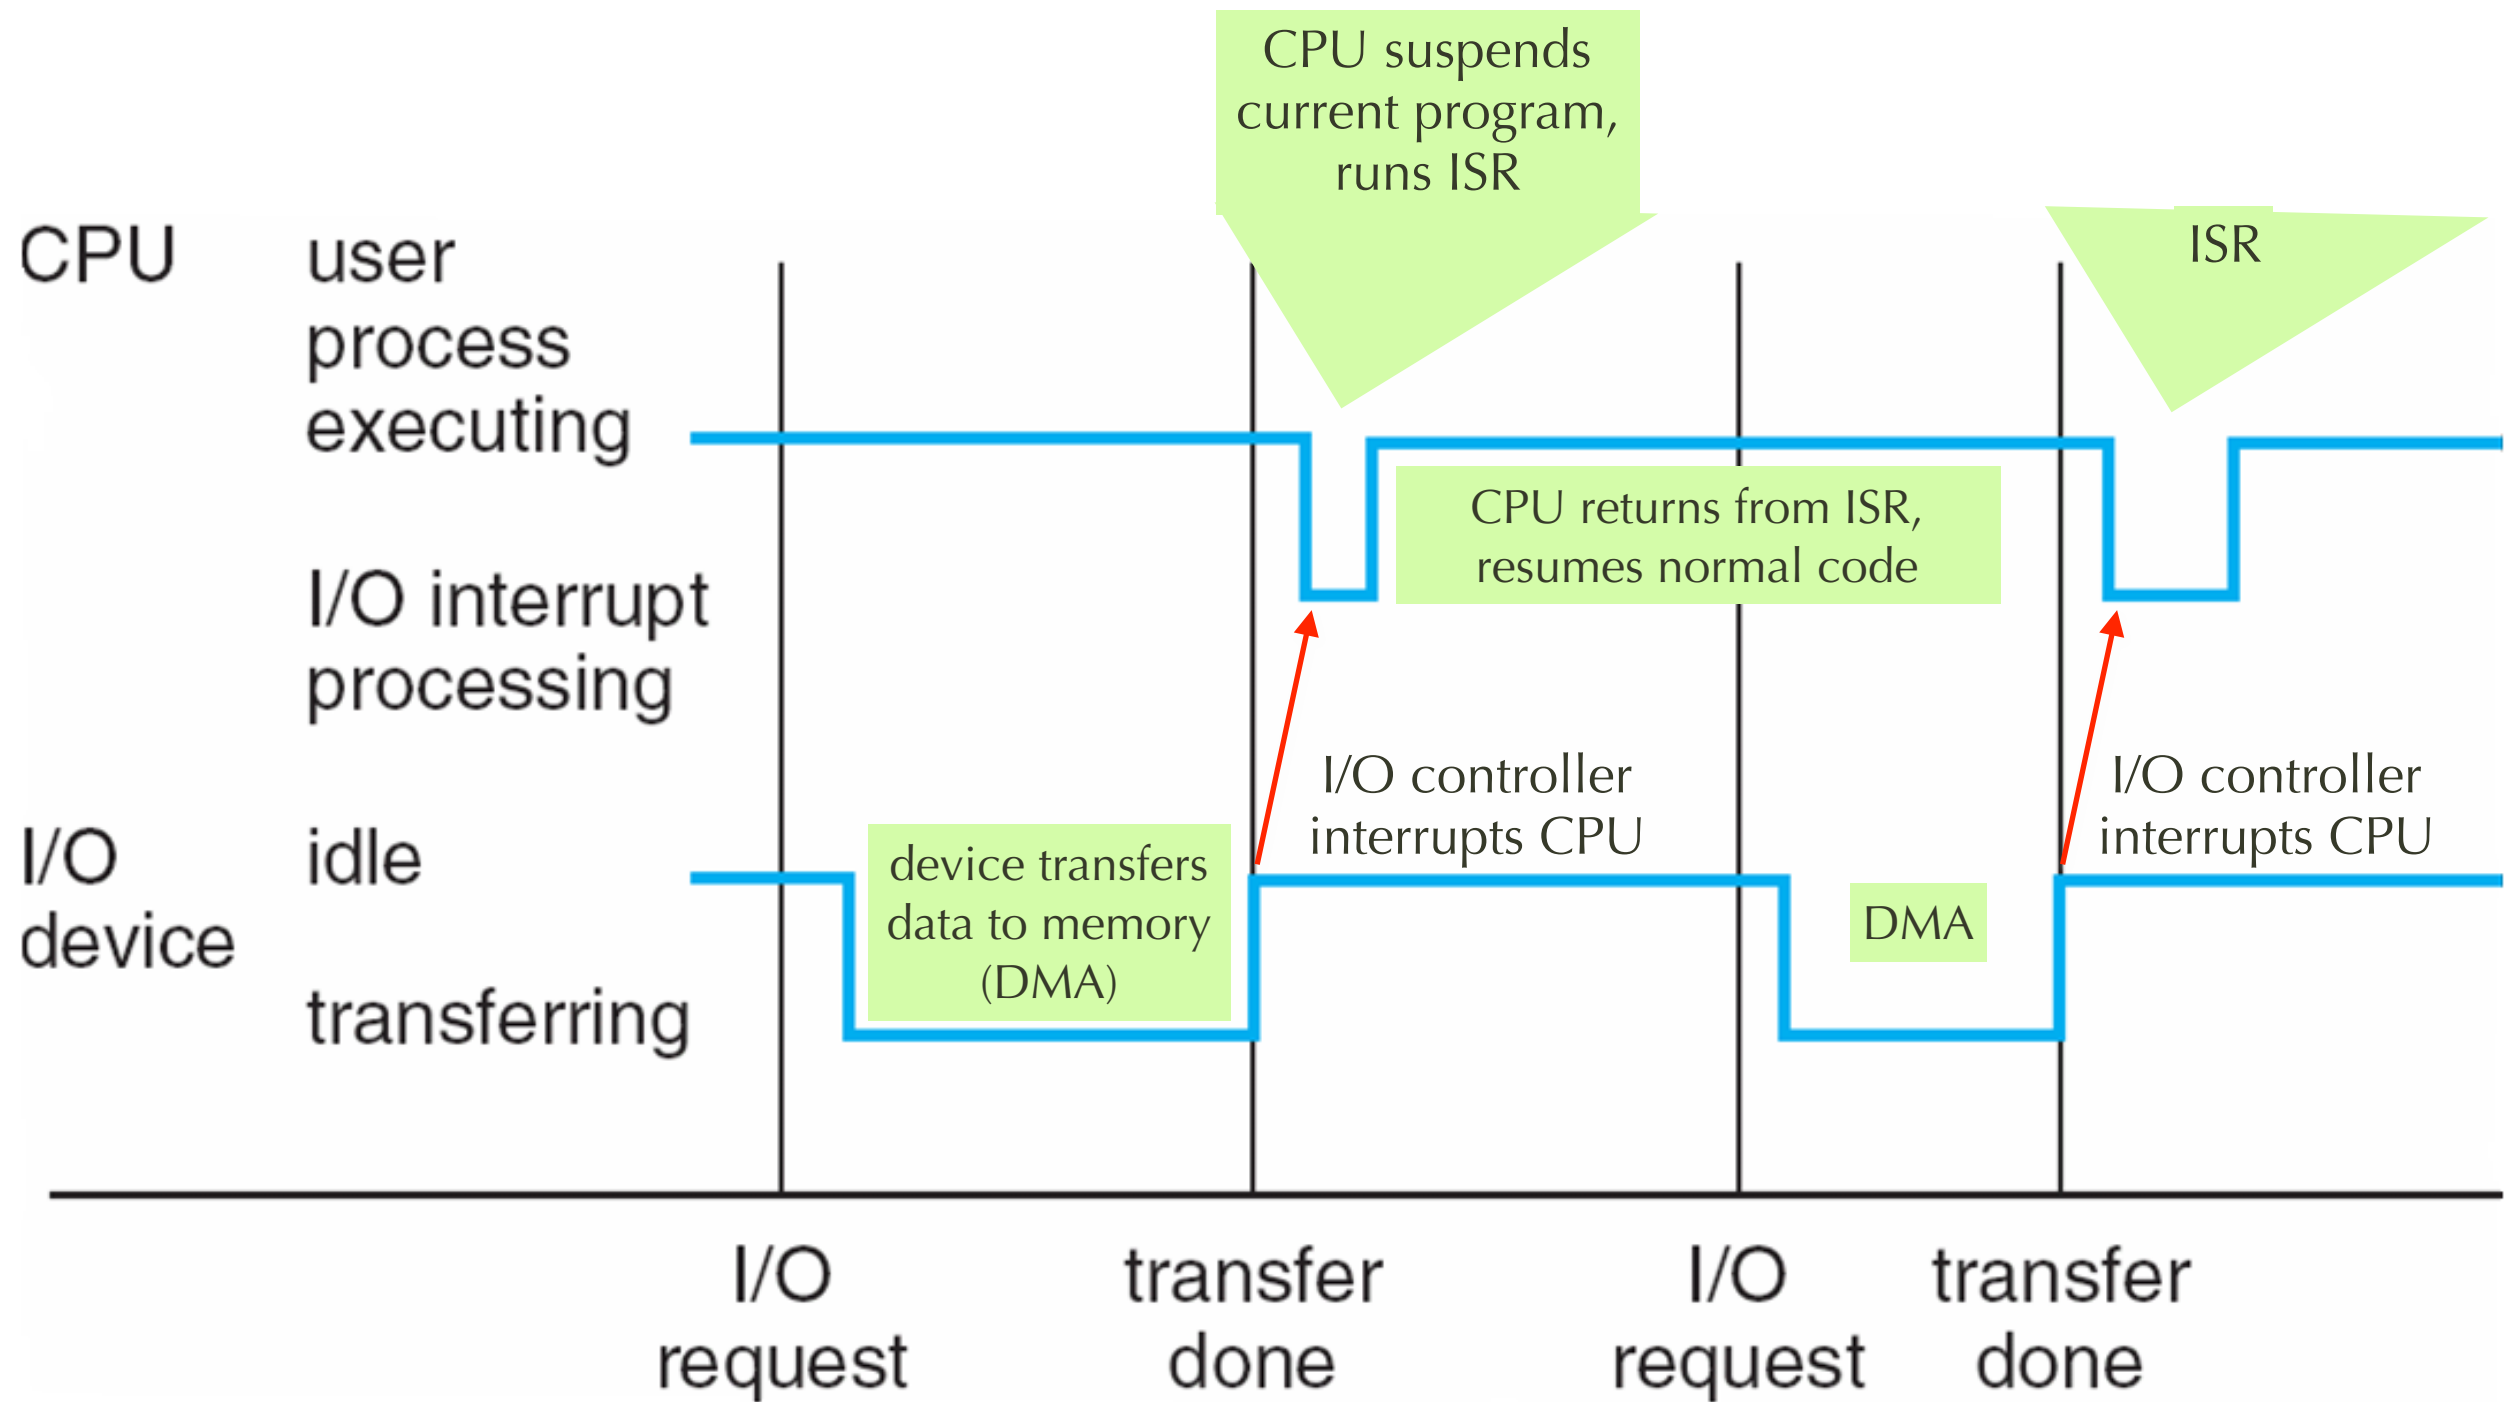 CPU suspends
current program,
runs ISR
ISR
CPU
user
process
executing
CPU returns from ISR,
resumes normal code
I/O interrupt
processing
I/O controller
interrupts CPU
I/O controller
interrupts CPU
I/O
device
idle
device transfers
data to memory
(DMA)
DMA
transferring
I/O
request
transfer
done
I/O
request
transfer
done